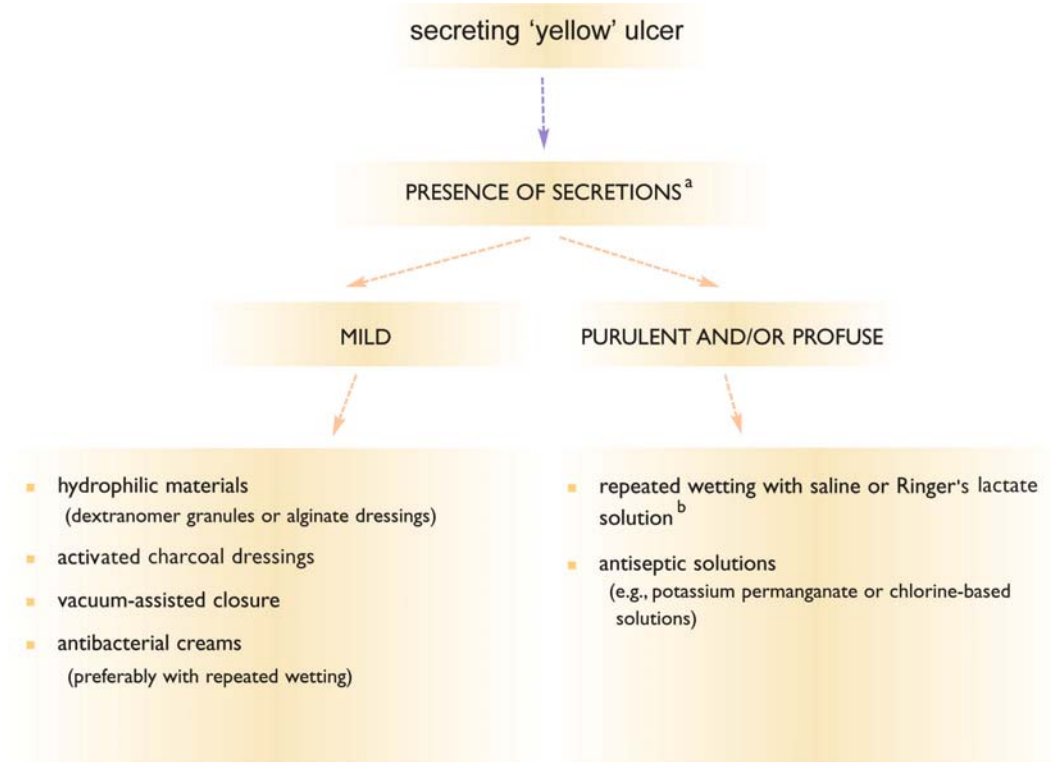 secreting ‘yellow’ ulcer
PRESENCE OF SECRETIONS a
MILD
PURULENT AND/OR PROFUSE
hydrophilic materials
(dextranomer granules or alginate dressings)
activated charcoal dressings
vacuum-assisted closure
antibacterial creams
(preferably with repeated wetting)
repeated wetting with saline or Ringer's lactate
solution b
antiseptic solutions
(e.g., potassium permanganate or chlorine-based
solutions)